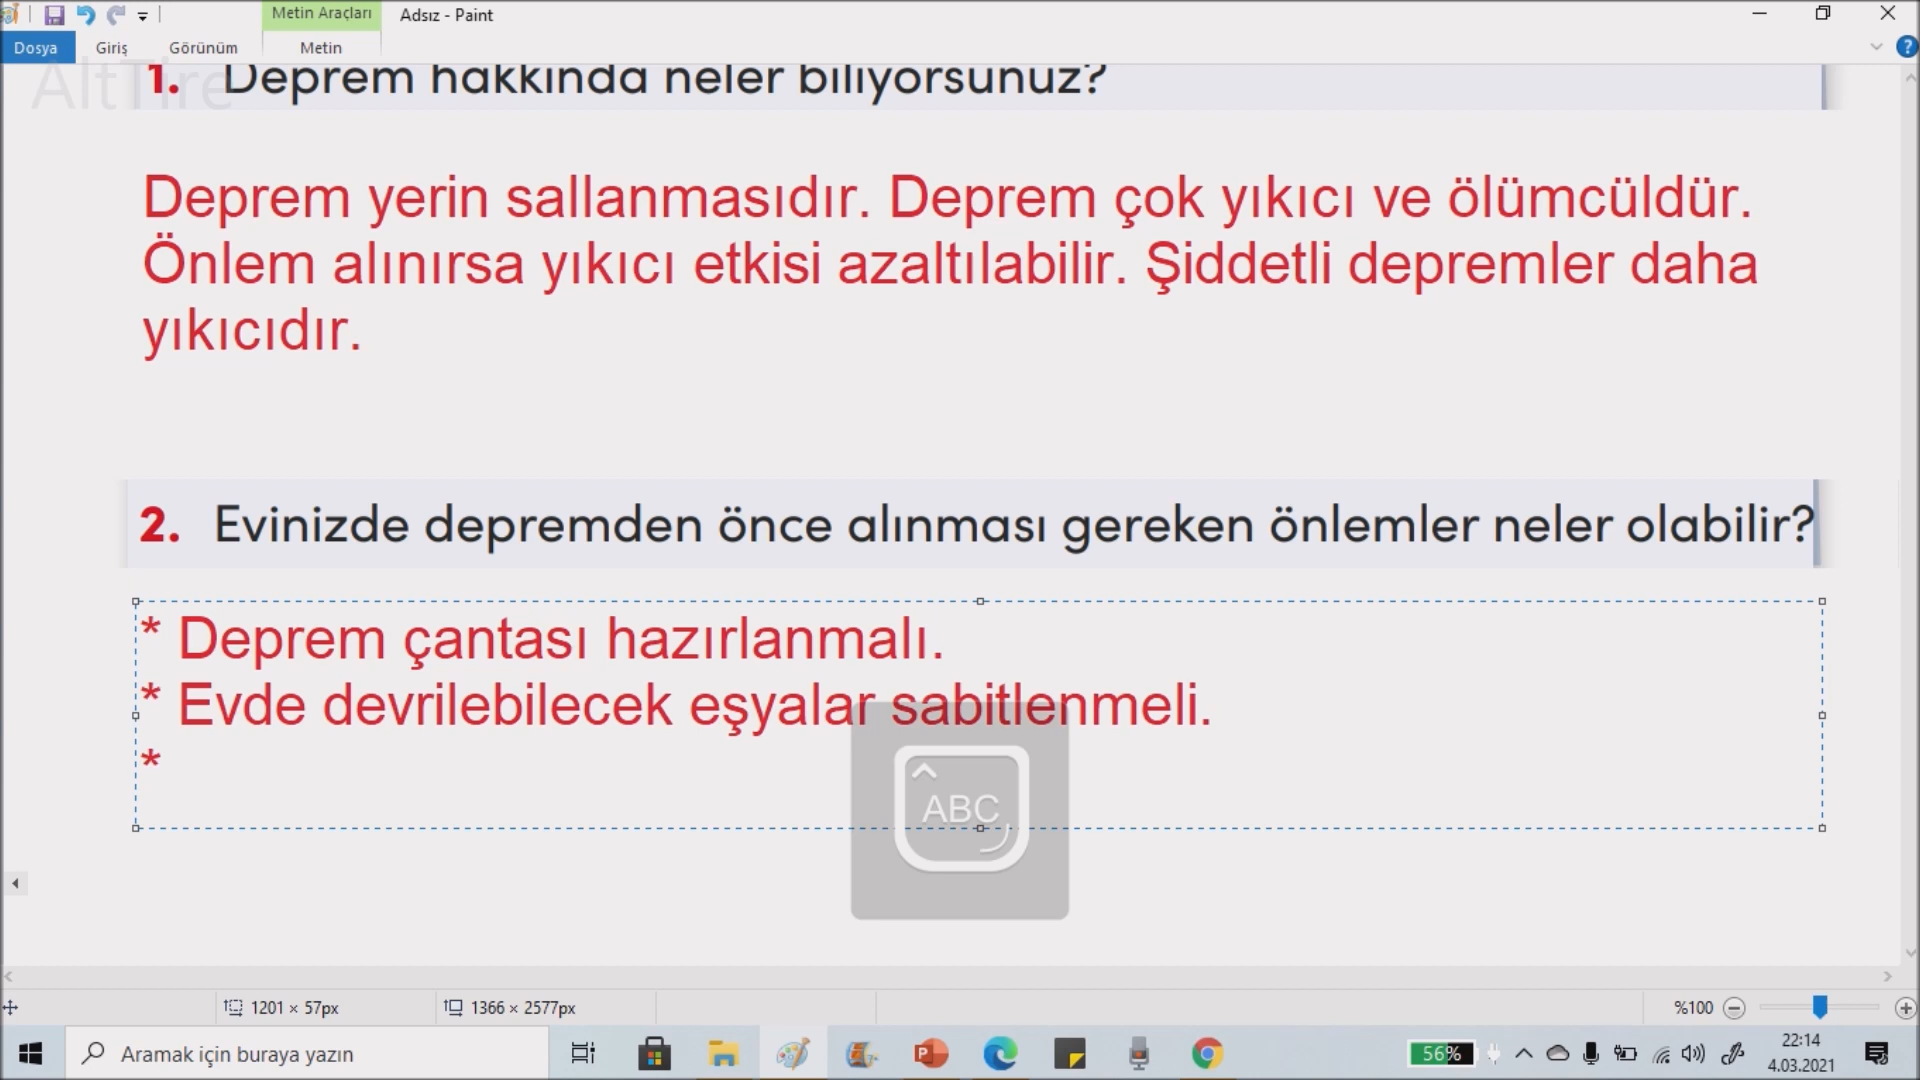 Metin Araçları
Adsız - Paint
Dosya
Giriş
Görünüm
Metin
AltTire
1. Deprem hakkında neler biliyorsunuz?
Deprem yerin sallanmasıdır. Deprem çok yıkıcı ve ölümcüldür.
Önlem alınırsa yıkıcı etkisi azaltılabilir. Şiddetli depremler daha
yıkıcıdır.
2. Evinizde depremden önce alınması gereken önlemler neler olabilir?
* Deprem çantası hazırlanmalı.
* Evde devrilebilecek eşyalar sabitlenmeli.
*
ABC
1201 × 57px
1366 × 2577px
%100
Aramak için buraya yazın
56%
22:14
4.03.2021